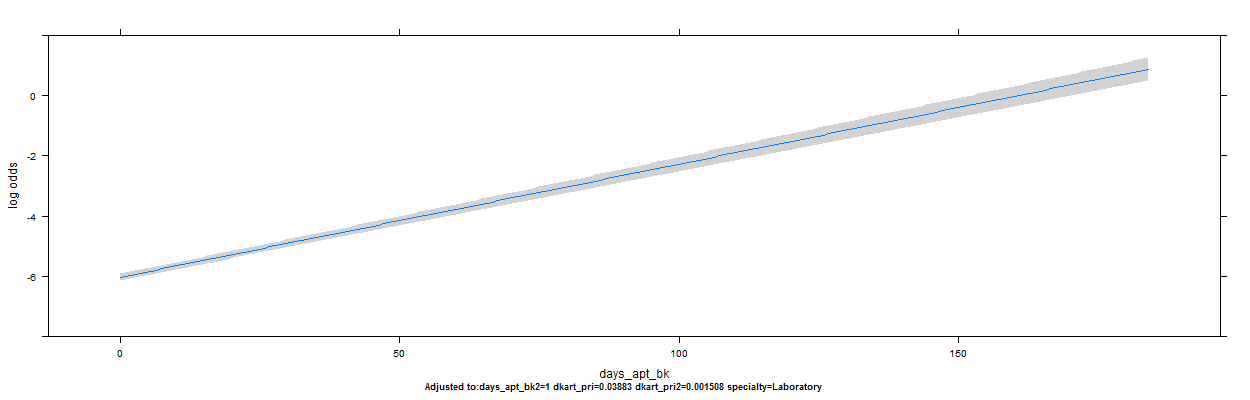 0
-2
-4
-6
log odds
0 50 100 150
days_apt_bk
Adjusted to:days_apt_bk2=1 dkart_pri=0.03883 dkart_pri2=0.001508 specialty=Laboratory